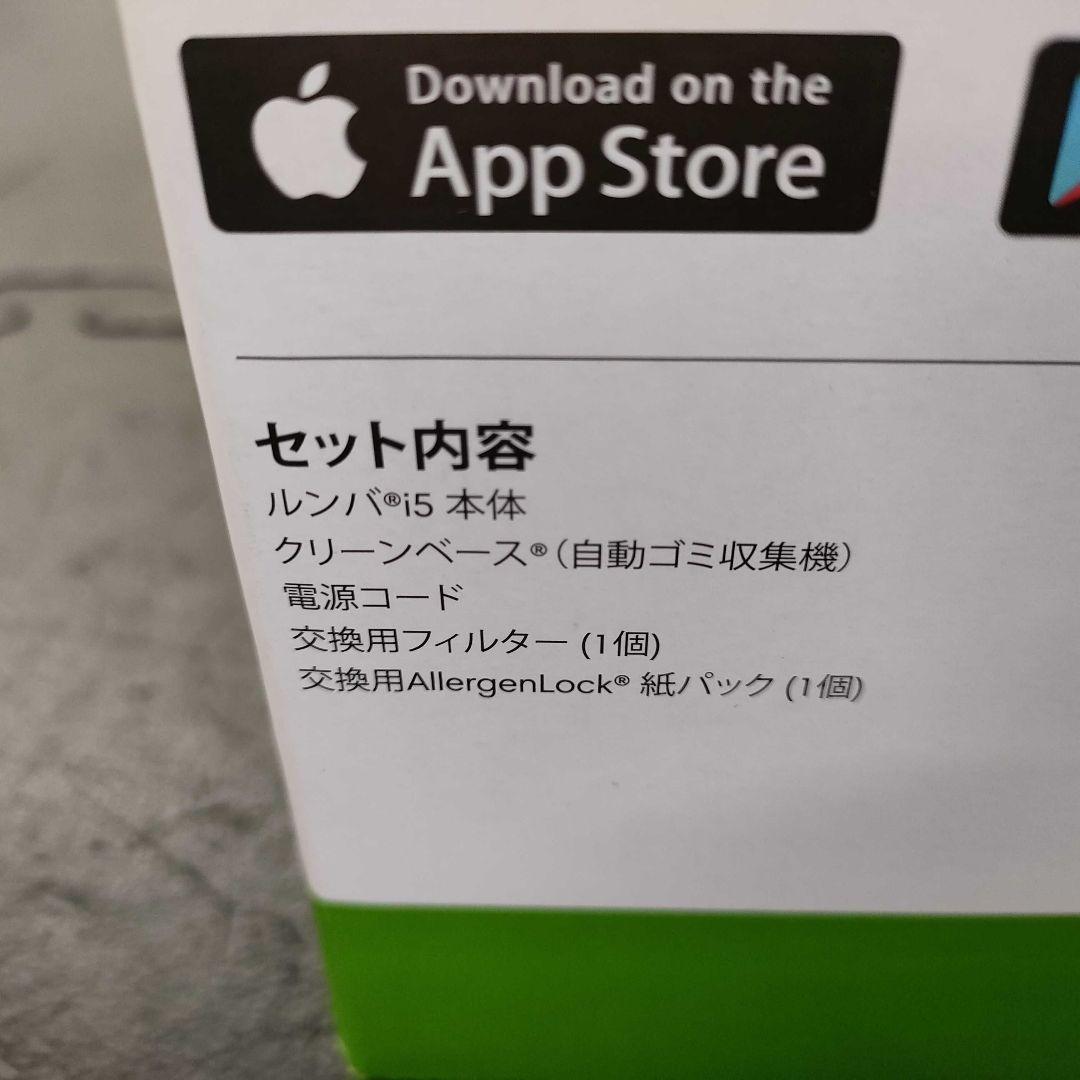 Download on the
App Store
セット内容
ルンバ®i5 本体
クリーンベース®（自動ゴミ収集機）
電源コード
交換用フィルター (1個)
交換用AllergenLock® 紙パック (1個)